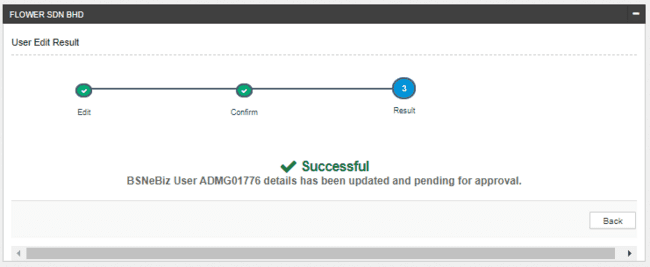 FLOWER SDN BHD
User Edit Result
3
Edit
Confirm
Result
Successful
BSNeBiz User ADMG01776 details has been updated and pending for approval.
Back